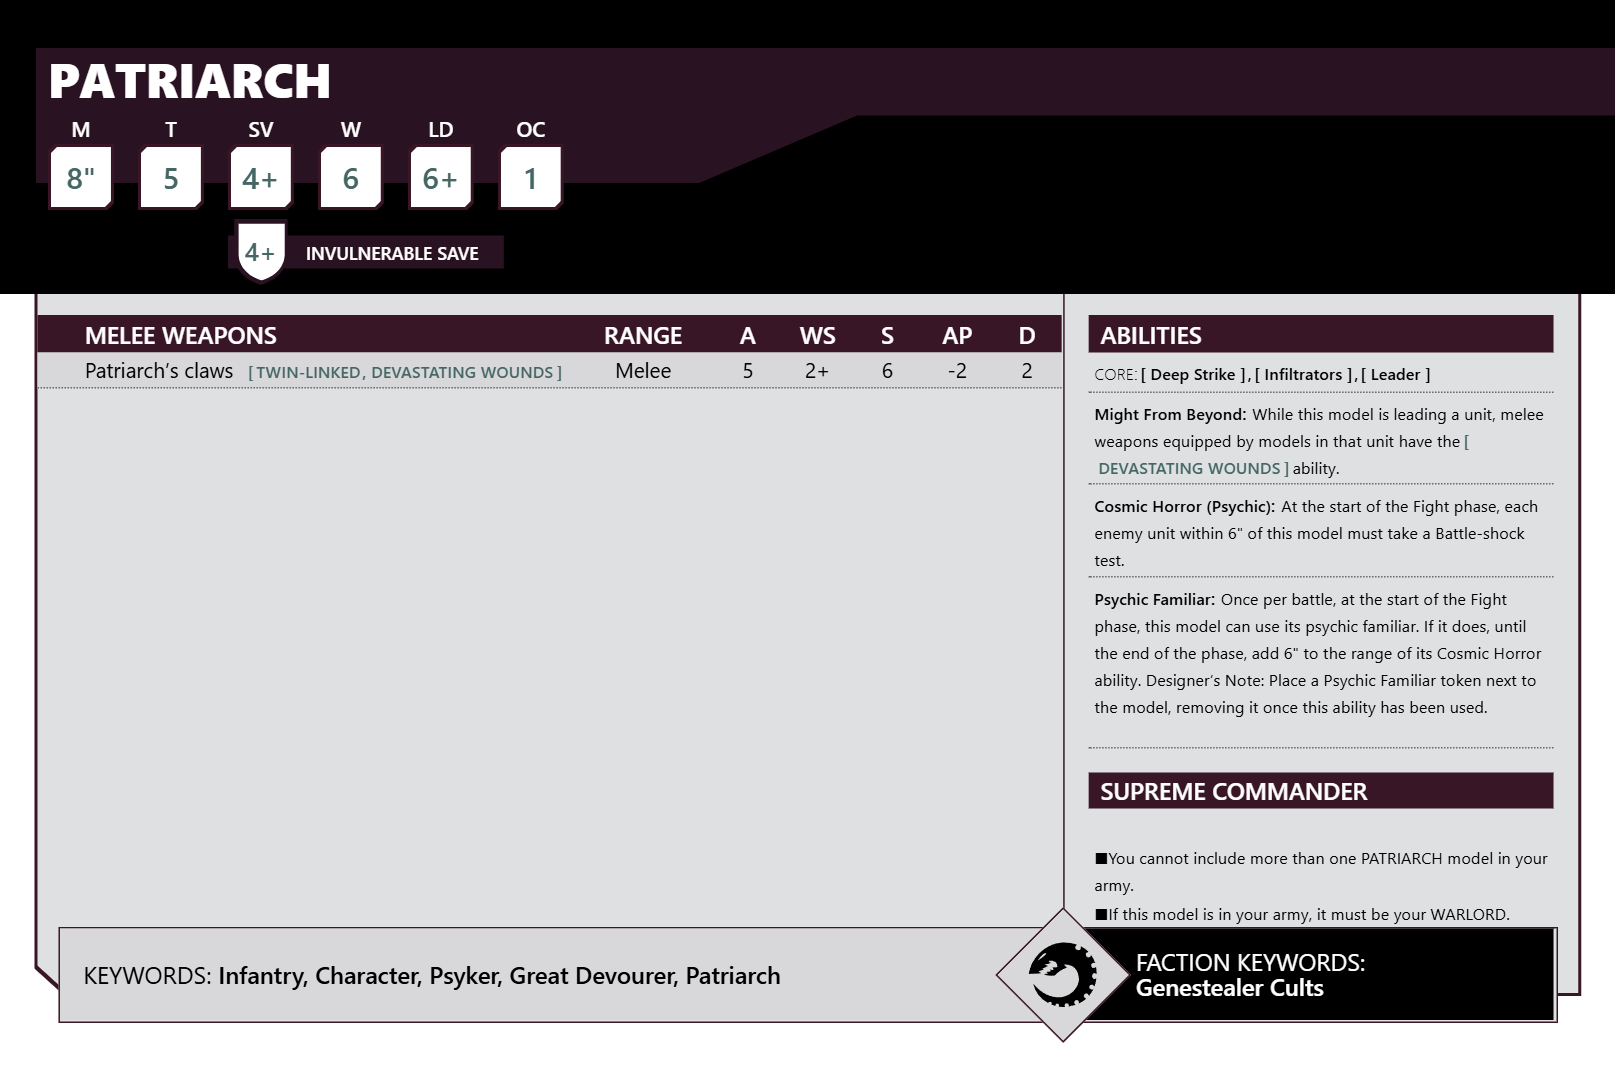 PATRIARCH
M T SV W LD OC
8" 5 4+ 6 6+ 1
4+ INVULNERABLE SAVE
MELEE WEAPONS RANGE A WS S AP D
Patriarch’s claws [ TWIN-LINKED, DEVASTATING WOUNDS ] Melee 5 2+ 6 -2 2
ABILITIES
CORE: [ Deep Strike ] , [ Infiltrators ] , [ Leader ]
Might From Beyond: While this model is leading a unit, melee
weapons equipped by models in that unit have the [
DEVASTATING WOUNDS ] ability.
Cosmic Horror (Psychic): At the start of the Fight phase, each
enemy unit within 6" of this model must take a Battle-shock
test.
Psychic Familiar: Once per battle, at the start of the Fight
phase, this model can use its psychic familiar. If it does, until
the end of the phase, add 6" to the range of its Cosmic Horror
ability. Designer’s Note: Place a Psychic Familiar token next to
the model, removing it once this ability has been used.
SUPREME COMMANDER
■You cannot include more than one PATRIARCH model in your
army.
■If this model is in your army, it must be your WARLORD.
KEYWORDS: Infantry, Character, Psyker, Great Devourer, Patriarch
FACTION KEYWORDS:
Genestealer Cults